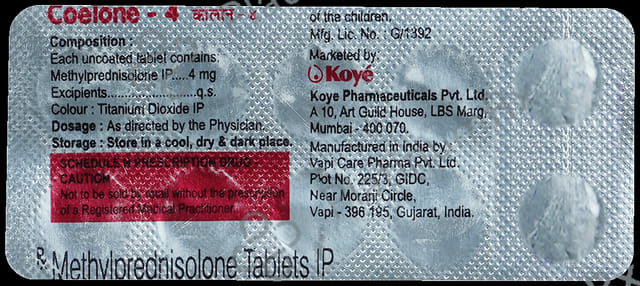 Coelone - 4 कोलोन - ४
Composition :
Each uncoated tablet contains:
Methylprednisolone IP.....4 mg
Excipients........................q.s.
Colour : Titanium Dioxide IP
Dosage : As directed by the Physician.
Storage : Store in a cool, dry & dark place.
SCHEDULE H PRESCRIPTION DRUG -
CAUTION
Not to be sold by retail without the prescription
of a Registered Medical Practitioner.
℞ Methylprednisolone Tablets IP
of the children.
Mfg. Lic. No. : G/1392
Marketed by:
Koyé
Koye Pharmaceuticals Pvt. Ltd.
A 10, Art Guild House, LBS Marg,
Mumbai - 400 070.
Manufactured in India by :
Vapi Care Pharma Pvt. Ltd.
Plot No. 225/3, GIDC,
Near Morarji Circle,
Vapi - 396 195, Gujarat, India.